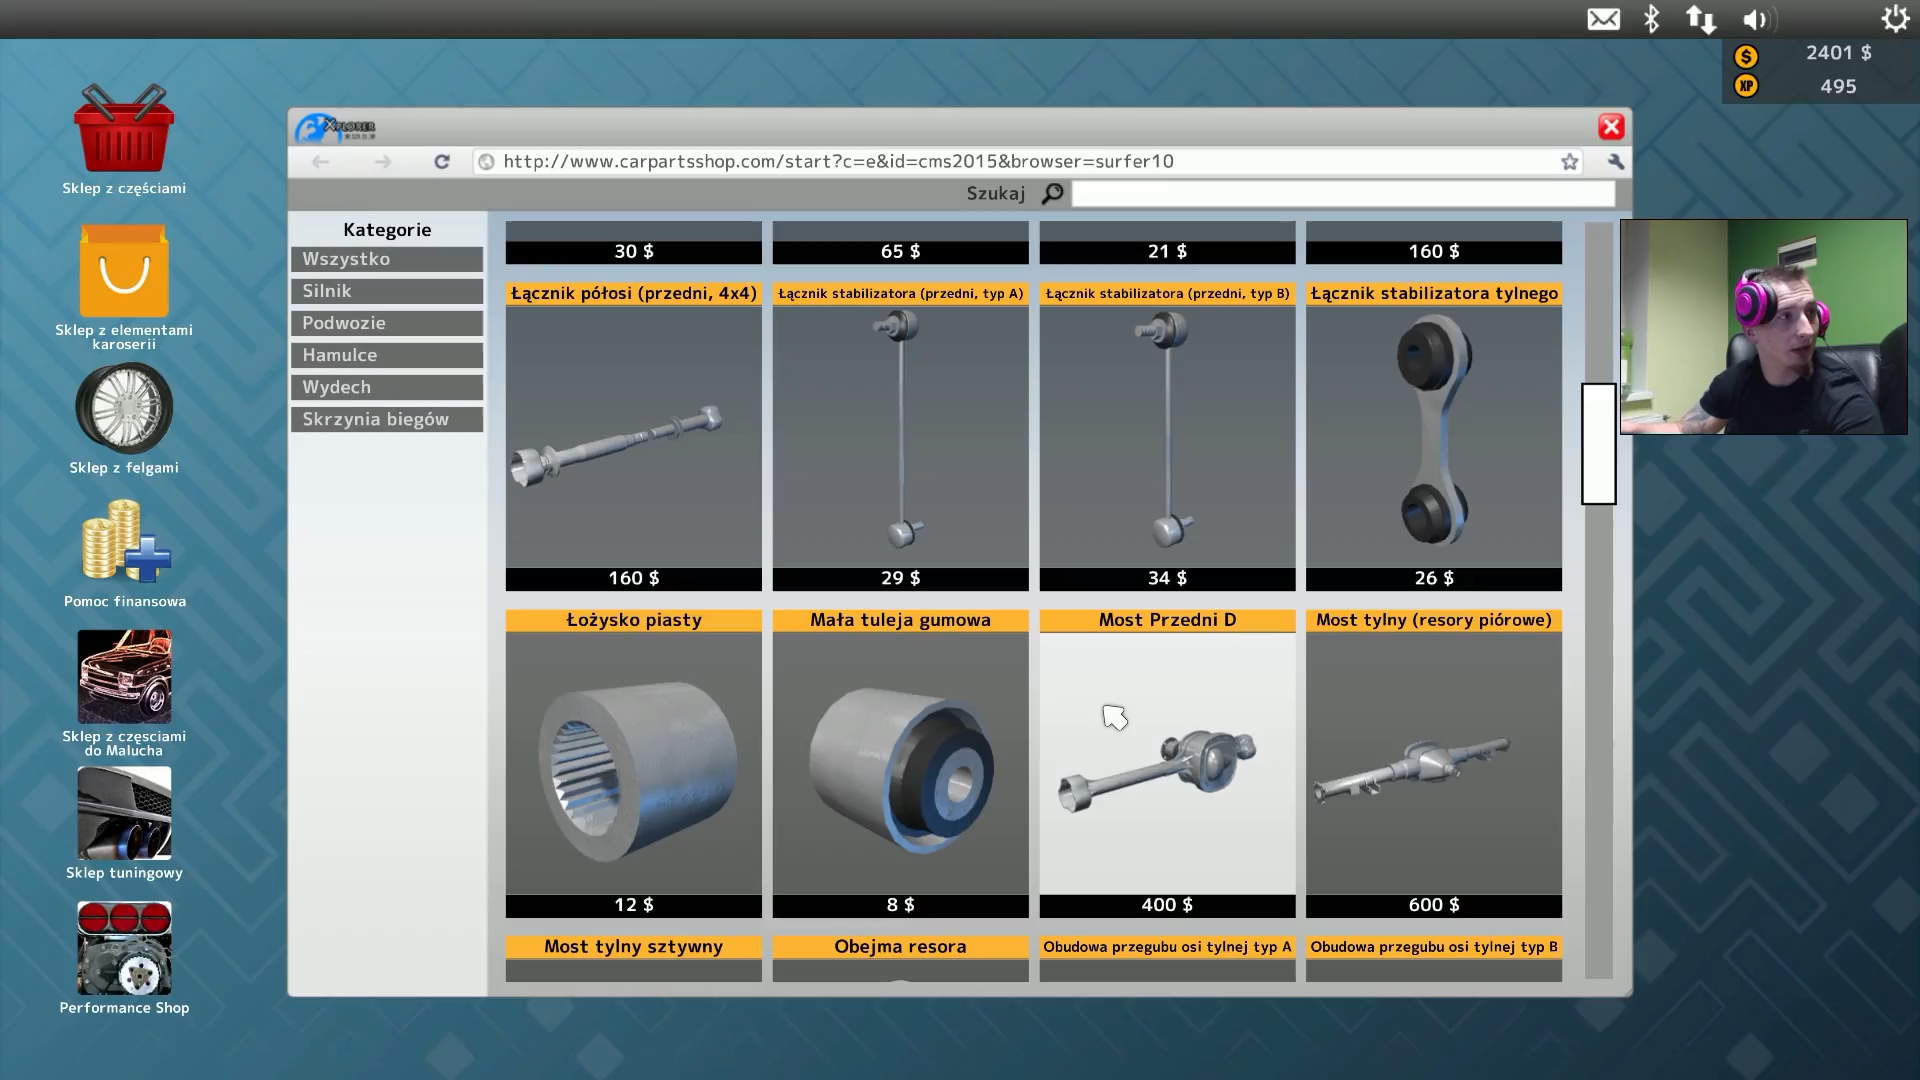 2401 $
XP
495
Sklep z częściami
Sklep z elementami
karoserii
Sklep z felgami
Pomoc finansowa
Sklep z częściami
do Malucha
Sklep tuningowy
Performance Shop
XPLORER
http://www.carpartsshop.com/start?c=e&id=cms2015&browser=surfer10
Szukaj
Kategorie
Wszystko
Silnik
Podwozie
Hamulce
Wydech
Skrzynia biegów
30 $
65 $
21 $
160 $
Łącznik półosi (przedni, 4x4)
Łącznik stabilizatora (przedni, typ A)
Łącznik stabilizatora (przedni, typ B)
Łącznik stabilizatora tylnego
160 $
29 $
34 $
26 $
Łożysko piasty
Mała tuleja gumowa
Most Przedni D
Most tylny (resory piórowe)
12 $
8 $
400 $
600 $
Most tylny sztywny
Obejma resora
Obudowa przegubu osi tylnej typ A
Obudowa przegubu osi tylnej typ B